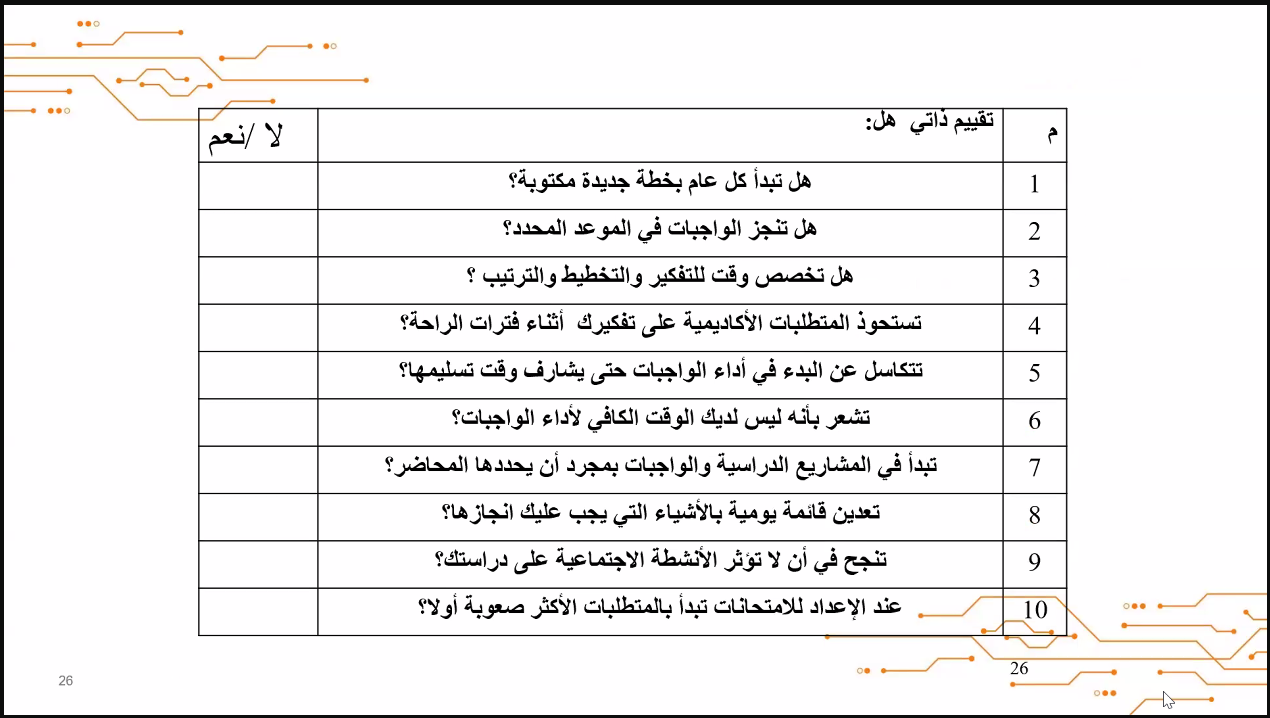 م تقييم ذاتي هل: لا /نعم
1 هل تبدأ كل عام بخطة جديدة مكتوبة؟
2 هل تنجز الواجبات في الموعد المحدد؟
3 هل تخصص وقت للتفكير والتخطيط والترتيب ؟
4 تستحوذ المتطلبات الأكاديمية على تفكيرك أثناء فترات الراحة؟
5 تتكاسل عن البدء في أداء الواجبات حتى يشارف وقت تسليمها؟
6 تشعر بأنه ليس لديك الوقت الكافي لأداء الواجبات؟
7 تبدأ في المشاريع الدراسية والواجبات بمجرد أن يحددها المحاضر؟
8 تعدين قائمة يومية بالأشياء التي يجب عليك انجازها؟
9 تنجح في أن لا تؤثر الأنشطة الاجتماعية على دراستك؟
10 عند الإعداد للامتحانات تبدأ بالمتطلبات الأكثر صعوبة أولا؟
26
26